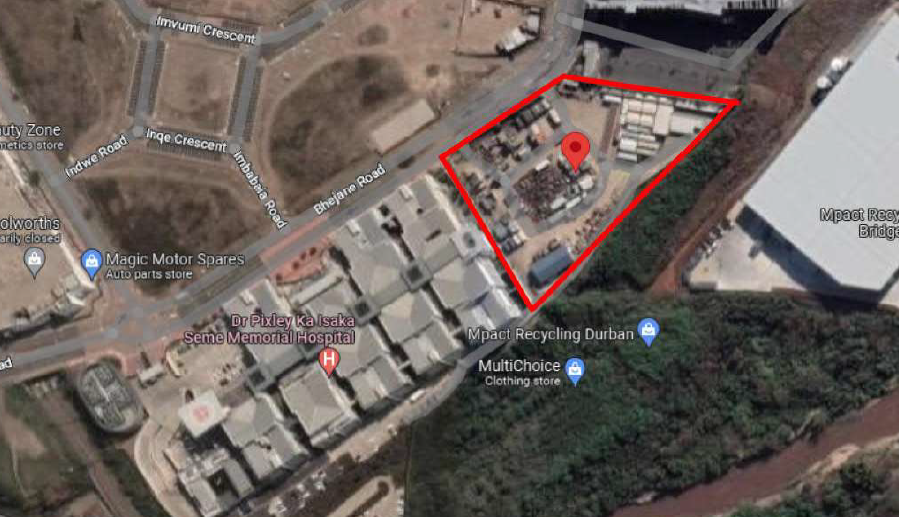 Imvumi Crescent
auty Zone
metics store
Indwe Road
Inqe Crescent
Imbabala Road
Bhejane Road
olworths
arily closed
Magic Motor Spares
Auto parts store
Mpact Recy
Bridge
Dr Pixley Ka Isaka
Seme Memorial Hospital
H
Mpact Recycling Durban
MultiChoice
Clothing store
ad